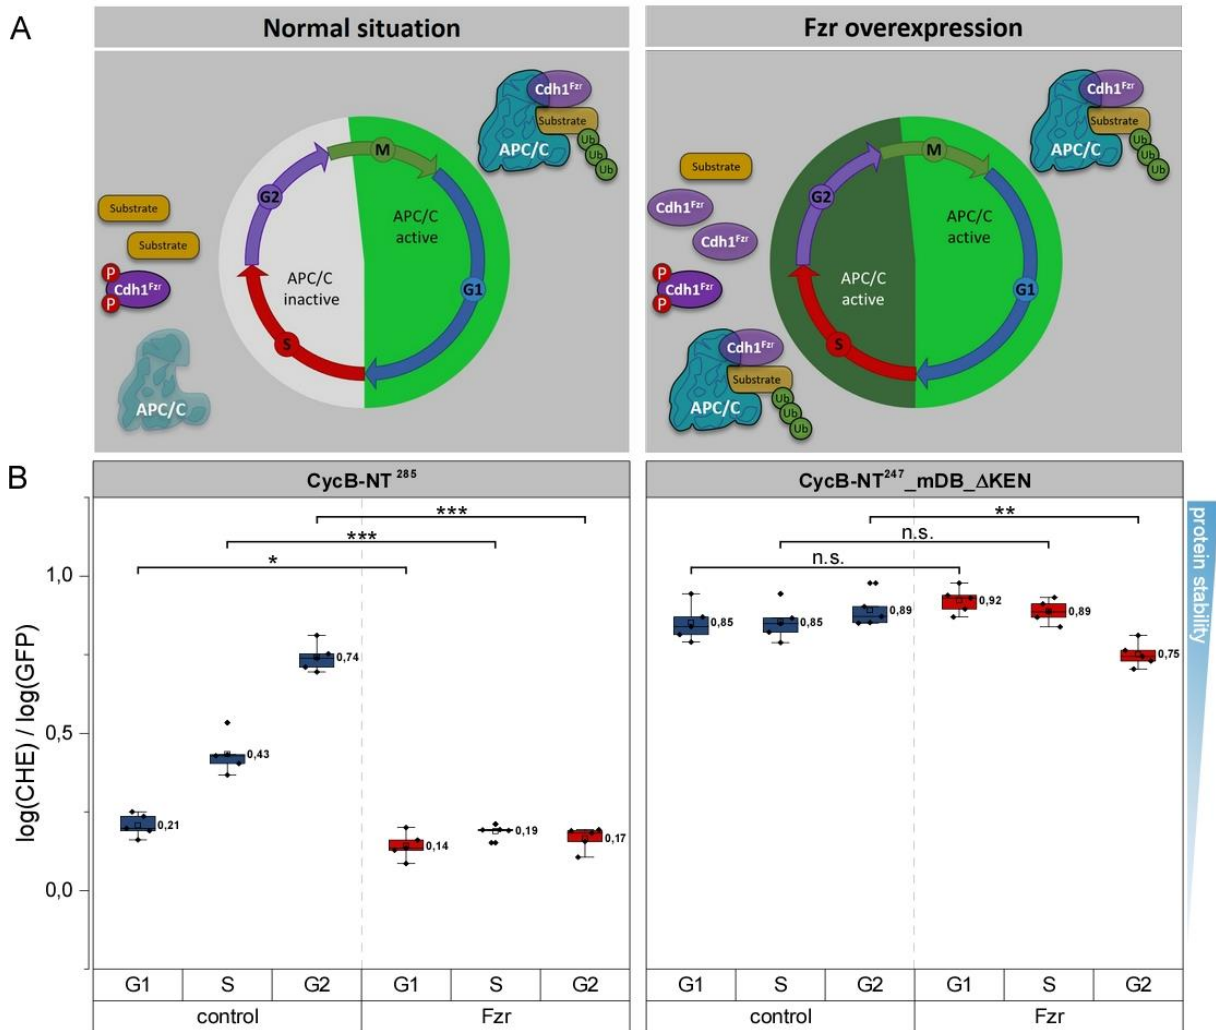 A
Normal situation
Fzr overexpression
Cdh1Fzr
Substrate
APC/C
Ub
Ub
Ub
M
G2
G1
S
APC/C
active
APC/C
inactive
Substrate
Substrate
P
Cdh1Fzr
P
APC/C
Cdh1Fzr
Substrate
APC/C
Ub
Ub
Ub
M
G2
G1
S
APC/C
active
APC/C
active
Substrate
Cdh1Fzr
Cdh1Fzr
P
Cdh1Fzr
P
Cdh1Fzr
Substrate
APC/C
Ub
Ub
Ub
B
CycB-NT 285
CycB-NT247_mDB_ΔKEN
***
***
*
**
n.s.
n.s.
protein stability
log(CHE) / log(GFP)
1,0
0,5
0,0
0,21
0,43
0,74
0,14
0,19
0,17
0,85
0,85
0,89
0,92
0,89
0,75
G1 S G2 G1 S G2
control Fzr
G1 S G2 G1 S G2
control Fzr